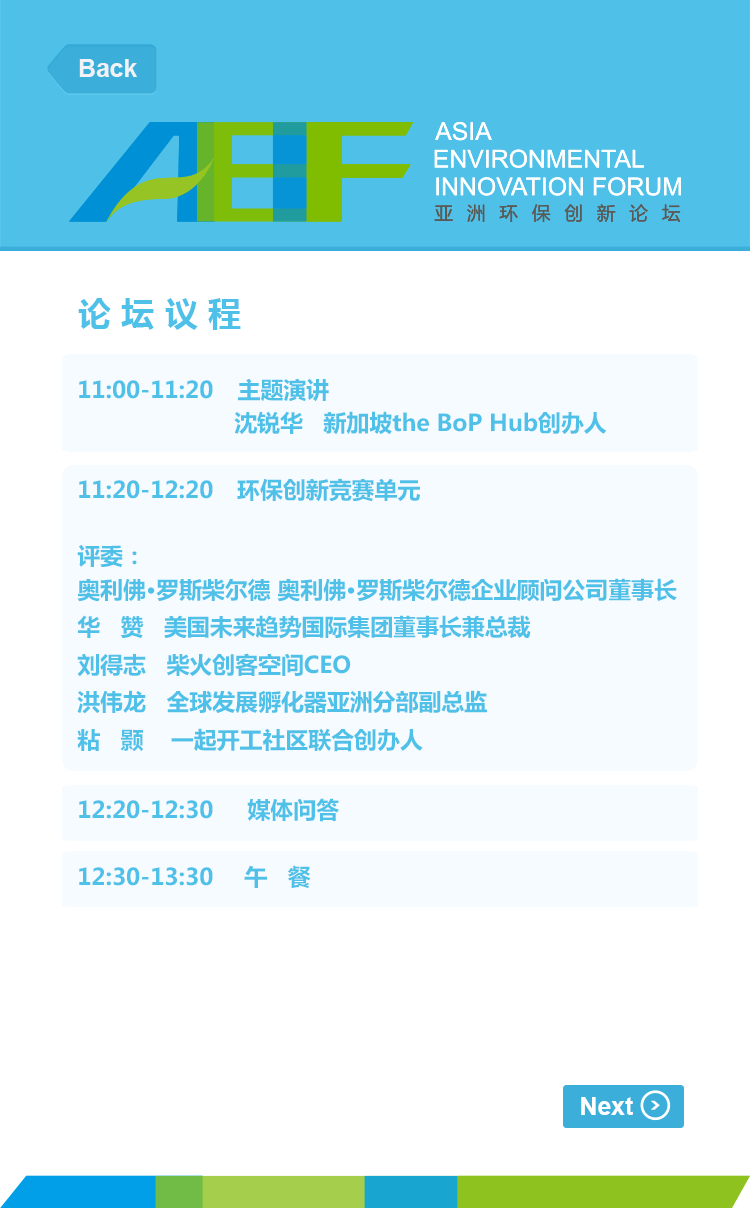 Back
AEIF
ASIA
ENVIRONMENTAL
INNOVATION FORUM
亚洲环保创新论坛
论坛议程
11:00-11:20 主题演讲
沈锐华 新加坡the BoP Hub创办人
11:20-12:20 环保创新竞赛单元
评委：
奥利佛·罗斯柴尔德 奥利佛·罗斯柴尔德企业顾问公司董事长
华 赞 美国未来趋势国际集团董事长兼总裁
刘得志 柴火创客空间CEO
洪伟龙 全球发展孵化器亚洲分部副总监
粘 颢 一起开工社区联合创办人
12:20-12:30 媒体问答
12:30-13:30 午 餐
Next